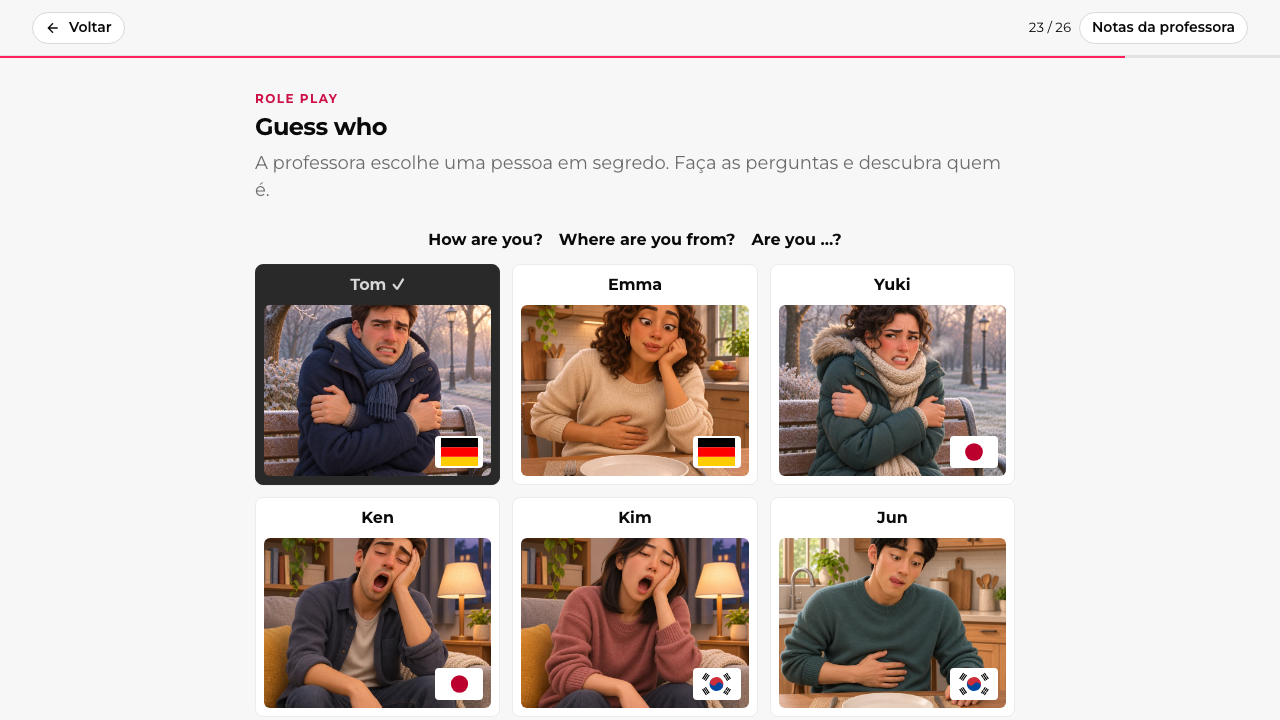 Voltar
23 / 26
Notas da professora
ROLE PLAY
Guess who
A professora escolhe uma pessoa em segredo. Faça as perguntas e descubra quem
é.
How are you? Where are you from? Are you ...?
Tom ✓
Emma
Yuki
Ken
Kim
Jun